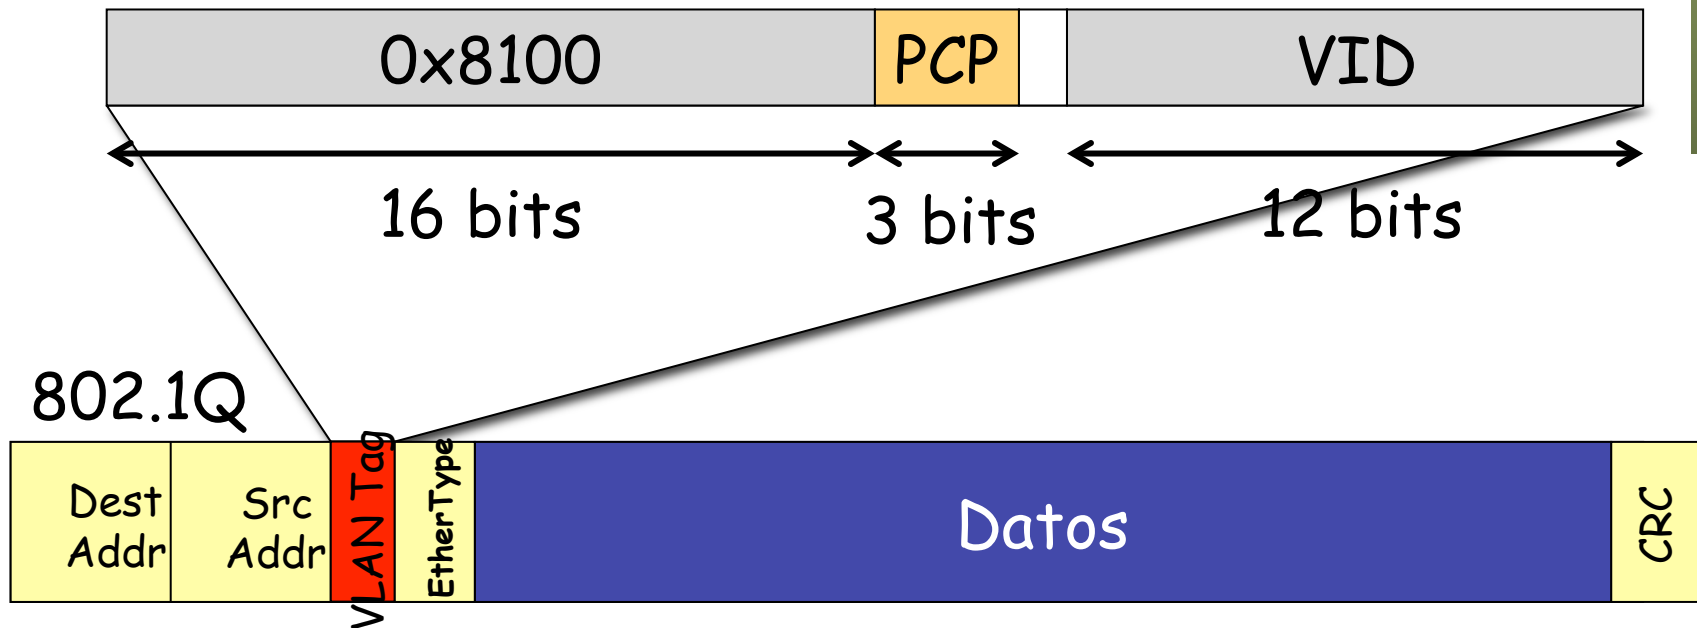 0x8100 PCP VID
16 bits 3 bits 12 bits
802.1Q
Dest
Addr
Src
Addr
VLAN Tag
EtherType
Datos
CRC